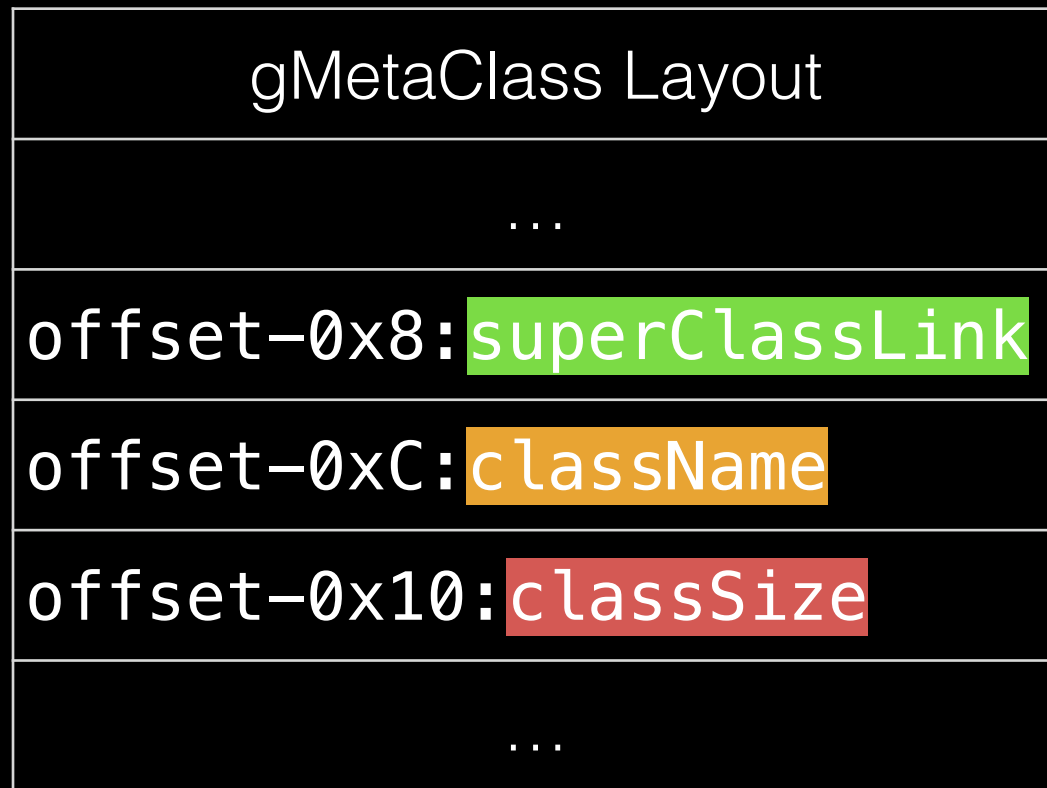 gMetaClass Layout
...
offset-0x8:superClassLink
offset-0xC:className
offset-0x10:classSize
...